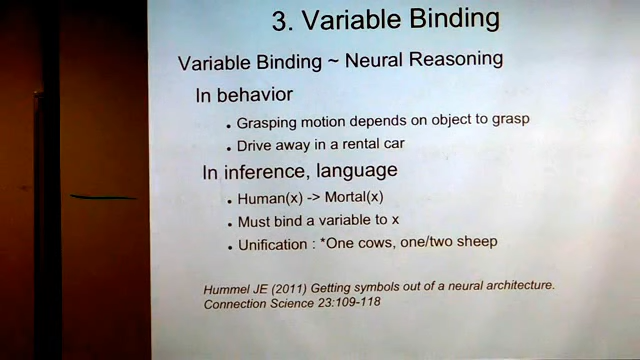 3. Variable Binding
Variable Binding ~ Neural Reasoning
In behavior
• Grasping motion depends on object to grasp
• Drive away in a rental car
In inference, language
• Human(x) -> Mortal(x)
• Must bind a variable to x
• Unification : *One cows, one/two sheep
Hummel JE (2011) Getting symbols out of a neural architecture.
Connection Science 23:109-118